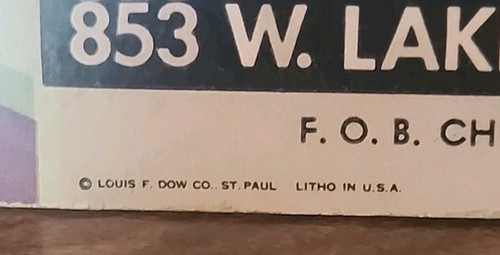 853 W. LAK
F. O. B. CH
© LOUIS F. DOW CO.. ST. PAUL LITHO IN U.S.A.